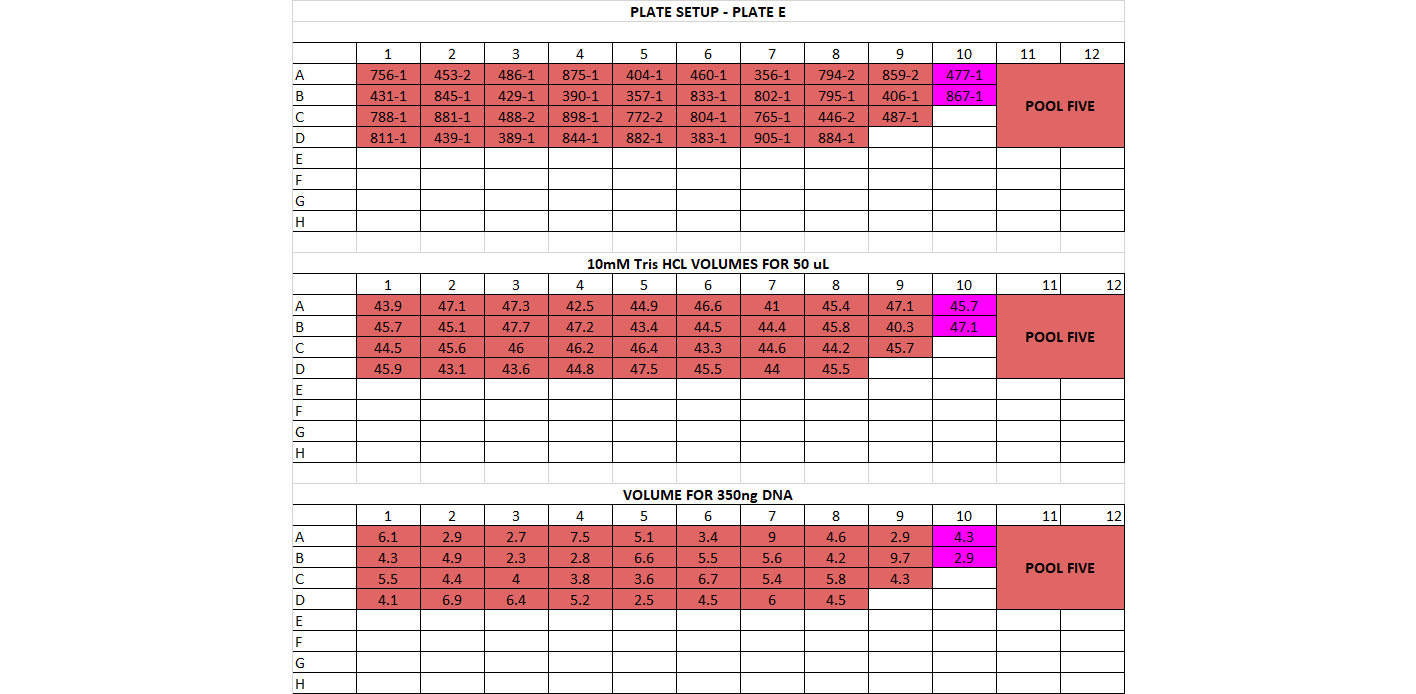 PLATE SETUP - PLATE E
1 2 3 4 5 6 7 8 9 10 11 12
A 756-1 453-2 486-1 875-1 404-1 460-1 356-1 794-2 859-2 477-1
B 431-1 845-1 429-1 390-1 357-1 833-1 802-1 795-1 406-1 867-1
POOL FIVE
C 788-1 881-1 488-2 898-1 772-2 804-1 765-1 446-2 487-1
D 811-1 439-1 389-1 844-1 882-1 383-1 905-1 884-1
E
F
G
H
10mM Tris HCL VOLUMES FOR 50 uL
1 2 3 4 5 6 7 8 9 10 11 12
A 43.9 47.1 47.3 42.5 44.9 46.6 41 45.4 47.1 45.7
B 45.7 45.1 47.7 47.2 43.4 44.5 44.4 45.8 40.3 47.1
POOL FIVE
C 44.5 45.6 46 46.2 46.4 43.3 44.6 44.2 45.7
D 45.9 43.1 43.6 44.8 47.5 45.5 44 45.5
E
F
G
H
VOLUME FOR 350ng DNA
1 2 3 4 5 6 7 8 9 10 11 12
A 6.1 2.9 2.7 7.5 5.1 3.4 9 4.6 2.9 4.3
B 4.3 4.9 2.3 2.8 6.6 5.5 5.6 4.2 9.7 2.9
POOL FIVE
C 5.5 4.4 4 3.8 3.6 6.7 5.4 5.8 4.3
D 4.1 6.9 6.4 5.2 2.5 4.5 6 4.5
E
F
G
H